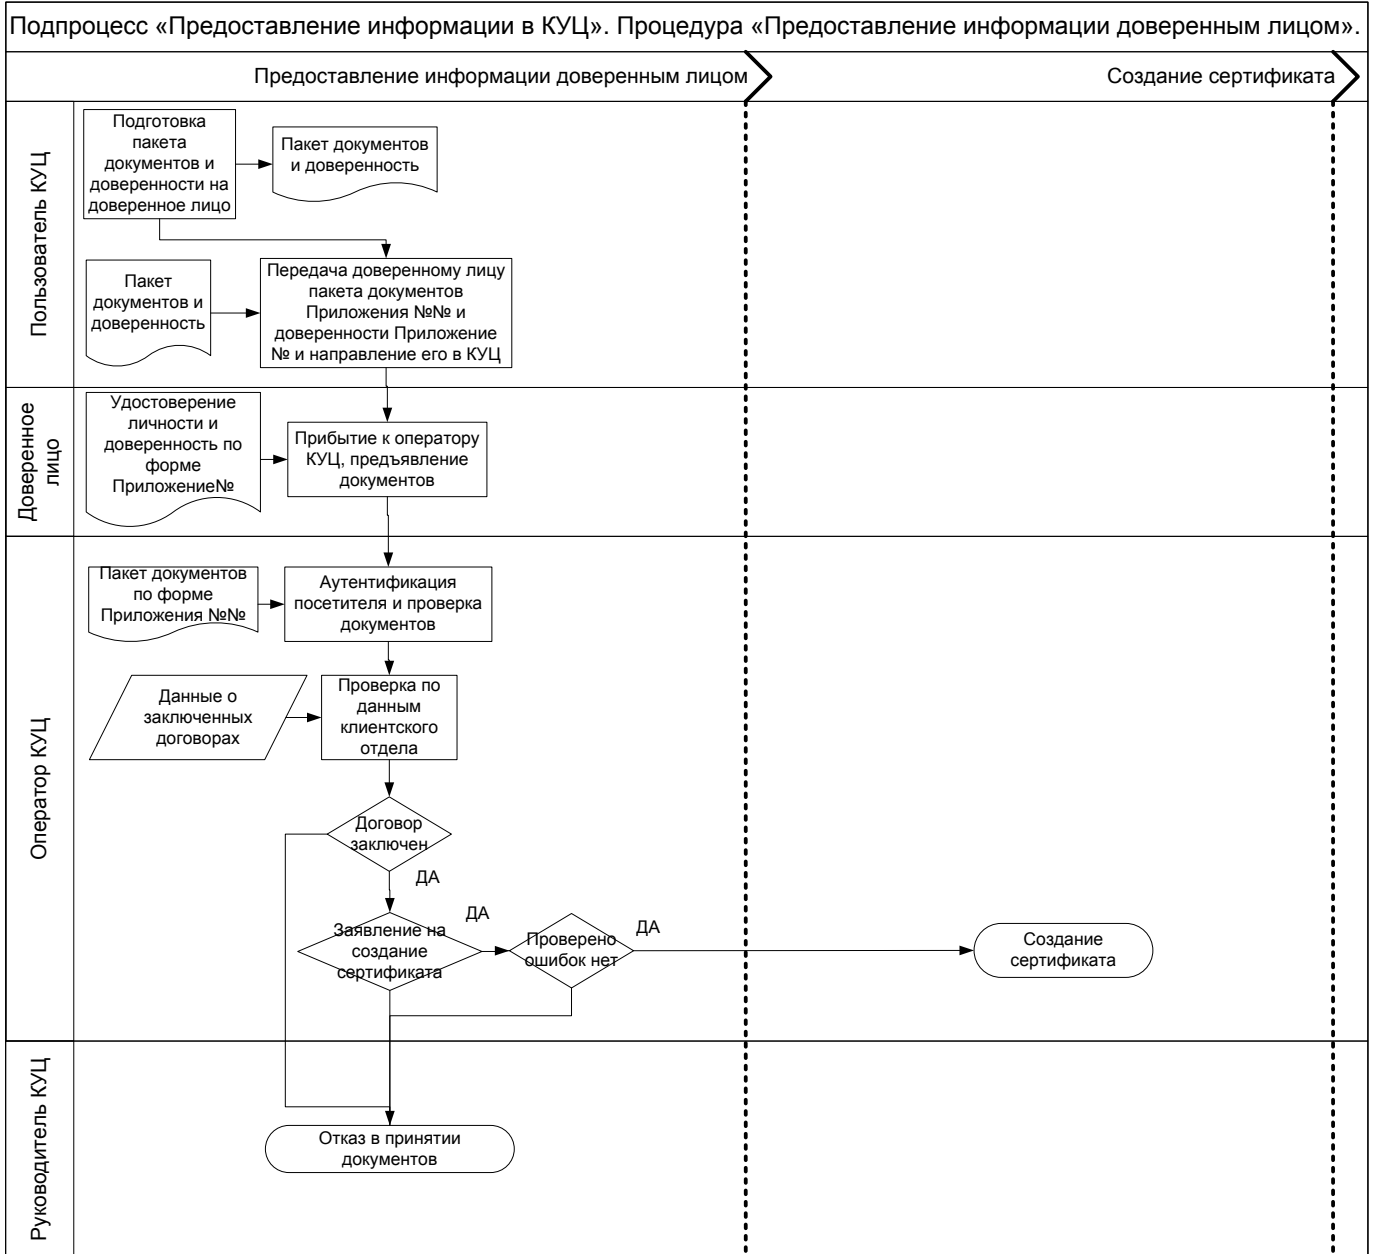 Подпроцесс «Предоставление информации в КУЦ». Процедура «Предоставление информации доверенным лицом».
Предоставление информации доверенным лицом
Создание сертификата
Пользователь КУЦ
Подготовка
пакета
документов и
доверенности на
доверенное лицо
Пакет документов
и доверенность
Пакет
документов и
доверенность
Передача доверенному лицу
пакета документов
Приложения №№ и
доверенности Приложение
№ и направление его в КУЦ
Доверенное
лицо
Удостоверение
личности и
доверенность по
форме
Приложение№
Прибытие к оператору
КУЦ, предъявление
документов
Оператор КУЦ
Пакет документов
по форме
Приложения №№
Аутентификация
посетителя и проверка
документов
Данные о
заключенных
договорах
Проверка по
данным
клиентского
отдела
Договор
заключен
ДА
Заявление на
создание
сертификата
ДА
Проверено
ошибок нет
ДА
Создание
сертификата
Руководитель КУЦ
Отказ в принятии
документов